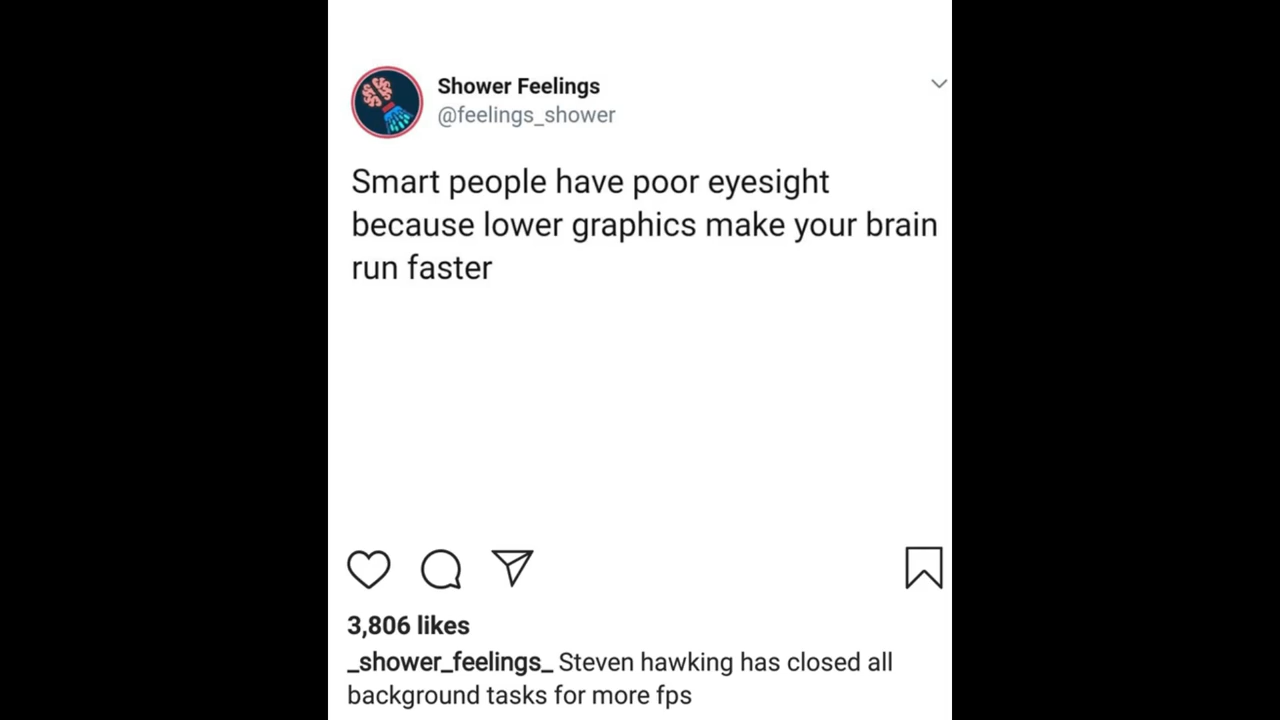 Shower Feelings
@feelings_shower
Smart people have poor eyesight
because lower graphics make your brain
run faster
3,806 likes
_shower_feelings_ Steven hawking has closed all
background tasks for more fps